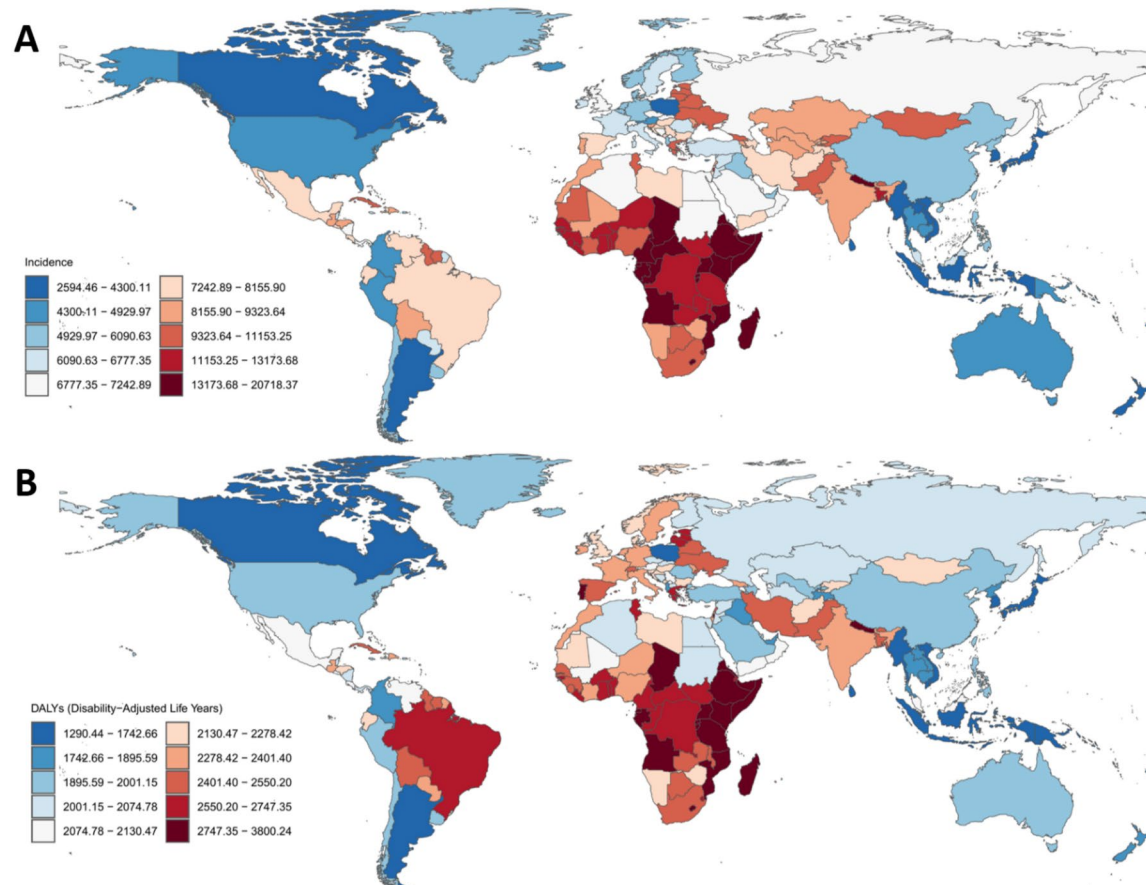 A
Incidence
2594.46 − 4300.11 7242.89 − 8155.90
4300.11 − 4929.97 8155.90 − 9323.64
4929.97 − 6090.63 9323.64 − 11153.25
6090.63 − 6777.35 11153.25 − 13173.68
6777.35 − 7242.89 13173.68 − 20718.37
B
DALYs (Disability−Adjusted Life Years)
1290.44 − 1742.66 2130.47 − 2278.42
1742.66 − 1895.59 2278.42 − 2401.40
1895.59 − 2001.15 2401.40 − 2550.20
2001.15 − 2074.78 2550.20 − 2747.35
2074.78 − 2130.47 2747.35 − 3800.24